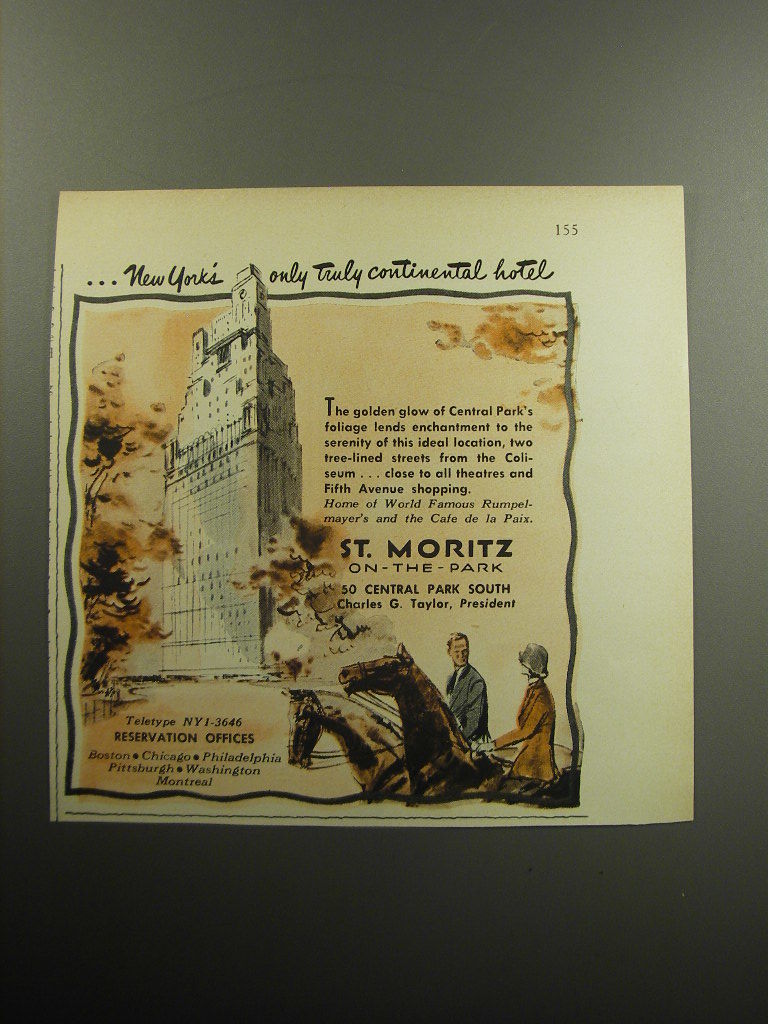 155
... New York's only truly continental hotel
The golden glow of Central Park's
foliage lends enchantment to the
serenity of this ideal location, two
tree-lined streets from the Coli-
seum . . . close to all theatres and
Fifth Avenue shopping.
Home of World Famous Rumpel-
mayer's and the Cafe de la Paix.
ST. MORITZ
ON-THE-PARK
50 CENTRAL PARK SOUTH
Charles G. Taylor, President
Teletype NY1-3646
RESERVATION OFFICES
Boston • Chicago • Philadelphia
Pittsburgh • Washington
Montreal